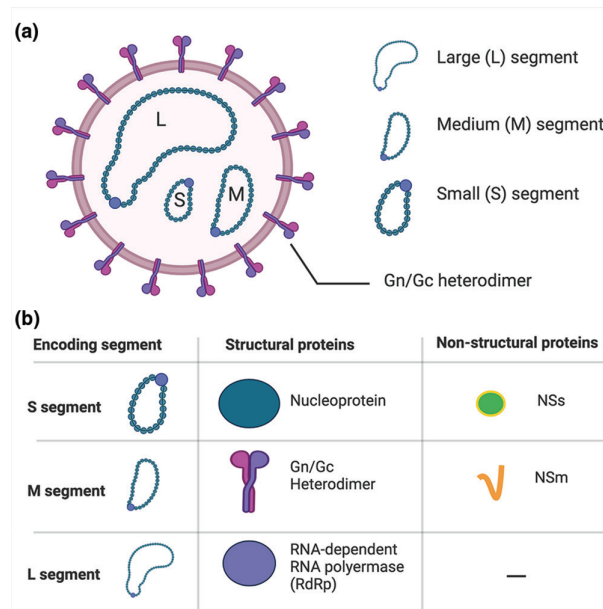 (a)
L
S
M
Large (L) segment
Medium (M) segment
Small (S) segment
Gn/Gc heterodimer
(b)
Encoding segment
Structural proteins
Non-structural proteins
S segment
Nucleoprotein
NSs
M segment
Gn/Gc
Heterodimer
NSm
L segment
RNA-dependent
RNA polyermase
(RdRp)
—